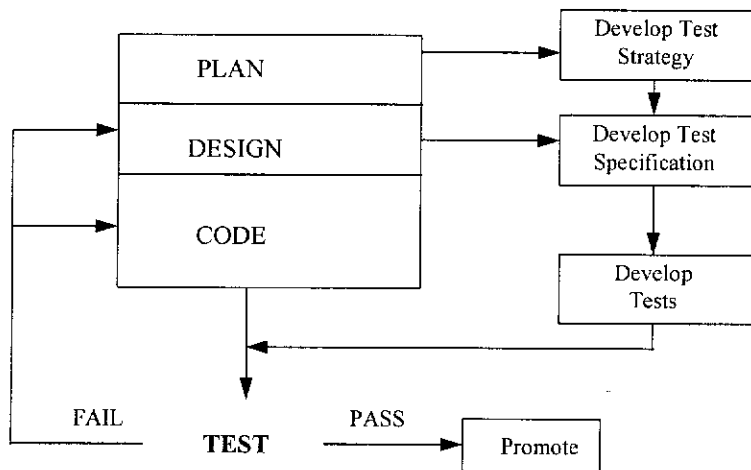 PLAN
Develop Test
Strategy
DESIGN
Develop Test
Specification
CODE
Develop
Tests
FAIL
TEST
PASS
Promote